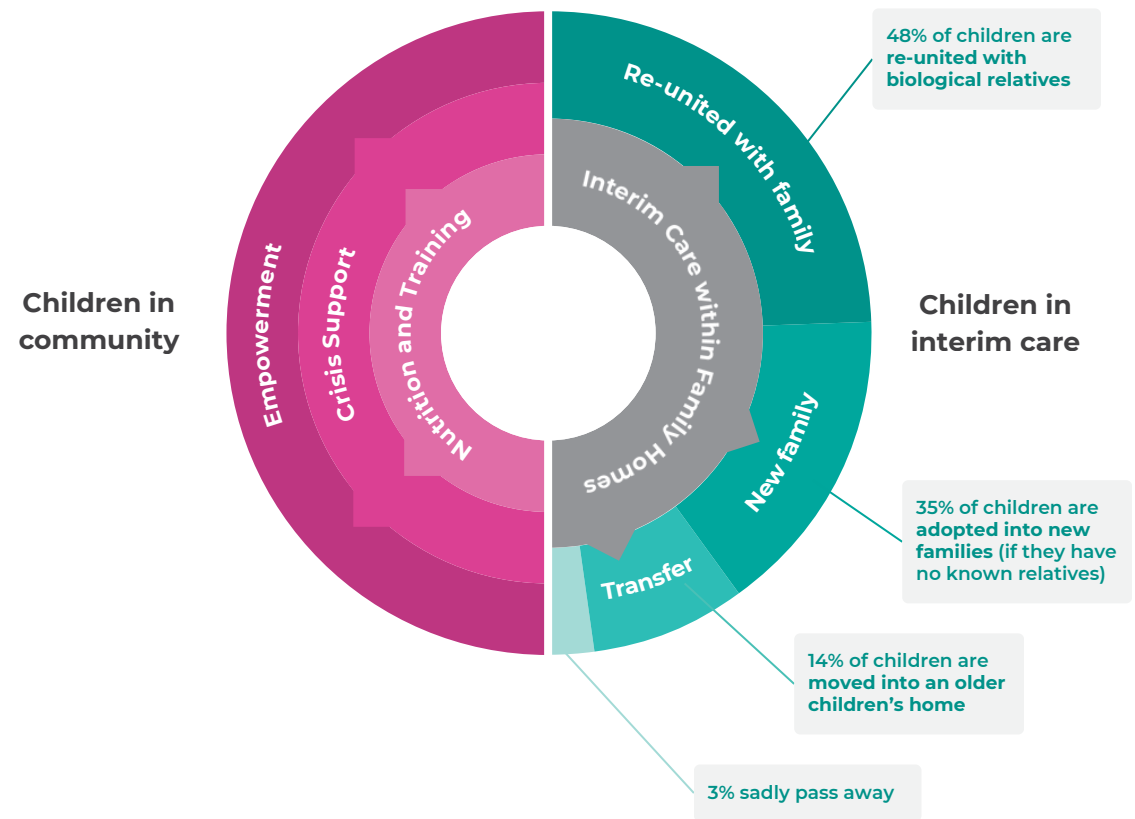 Children in
community
Empowerment
Crisis Support
Nutrition and Training
Interim Care within Family Homes
Re-united with family
New family
Transfer
Children in
interim care
48% of children are
re-united with
biological relatives
35% of children are
adopted into new
families (if they have
no known relatives)
14% of children are
moved into an older
children’s home
3% sadly pass away